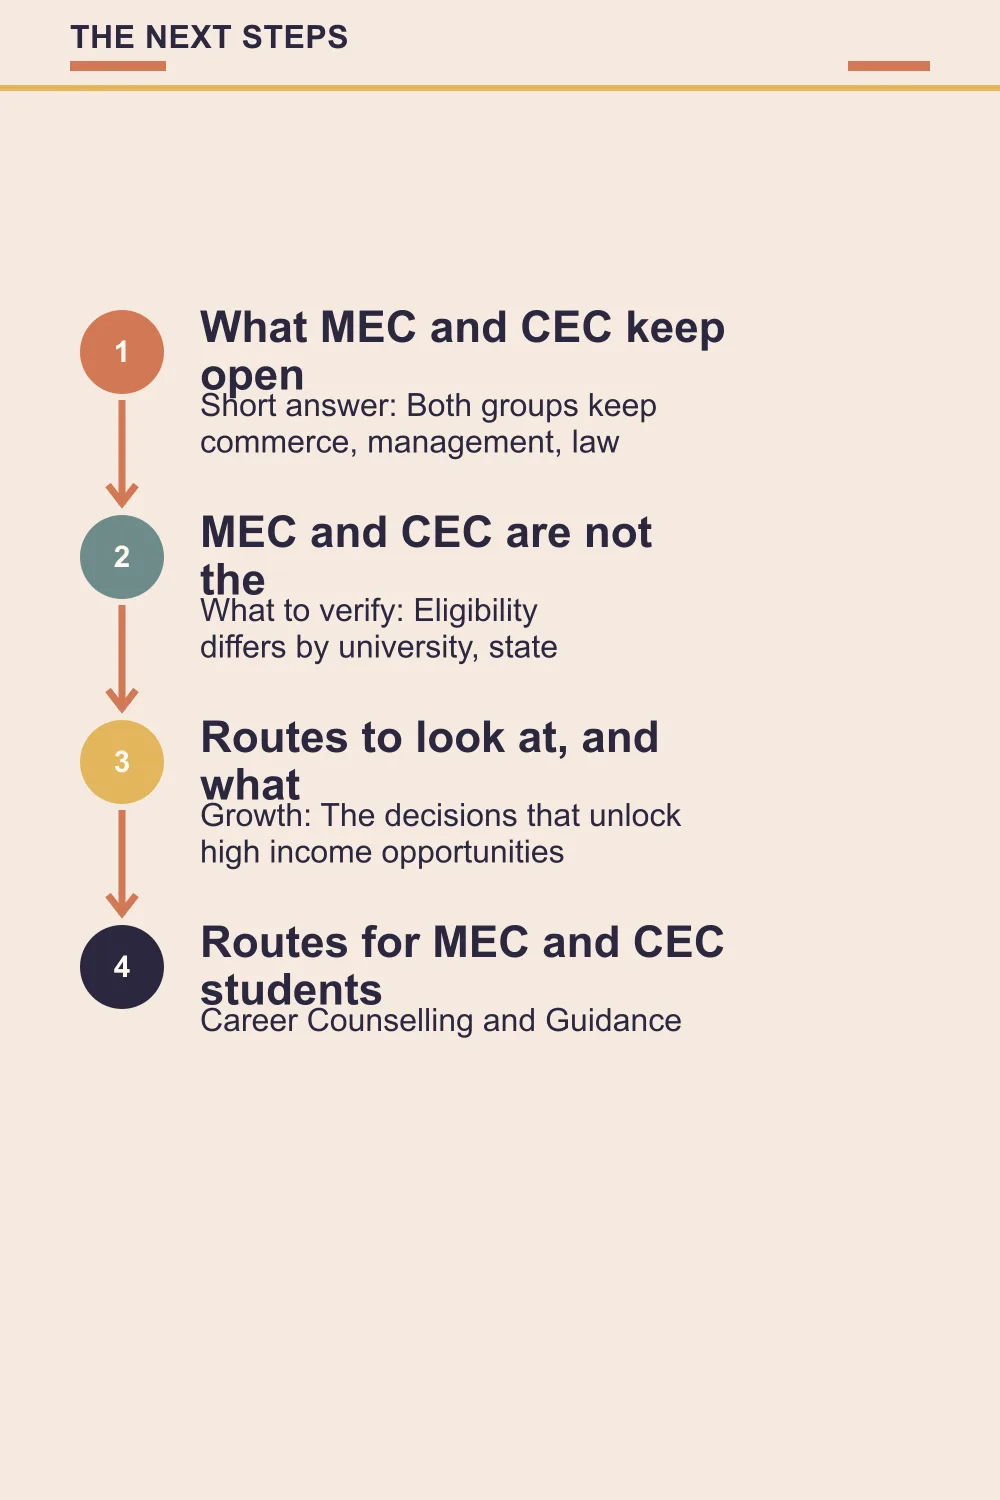 THE NEXT STEPS
1
What MEC and CEC keep
open
Short answer: Both groups keep
commerce, management, law
2
MEC and CEC are not
the
What to verify: Eligibility
differs by university, state
3
Routes to look at, and
what
Growth: The decisions that unlock
high income opportunities
4
Routes for MEC and CEC
students
Career Counselling and Guidance